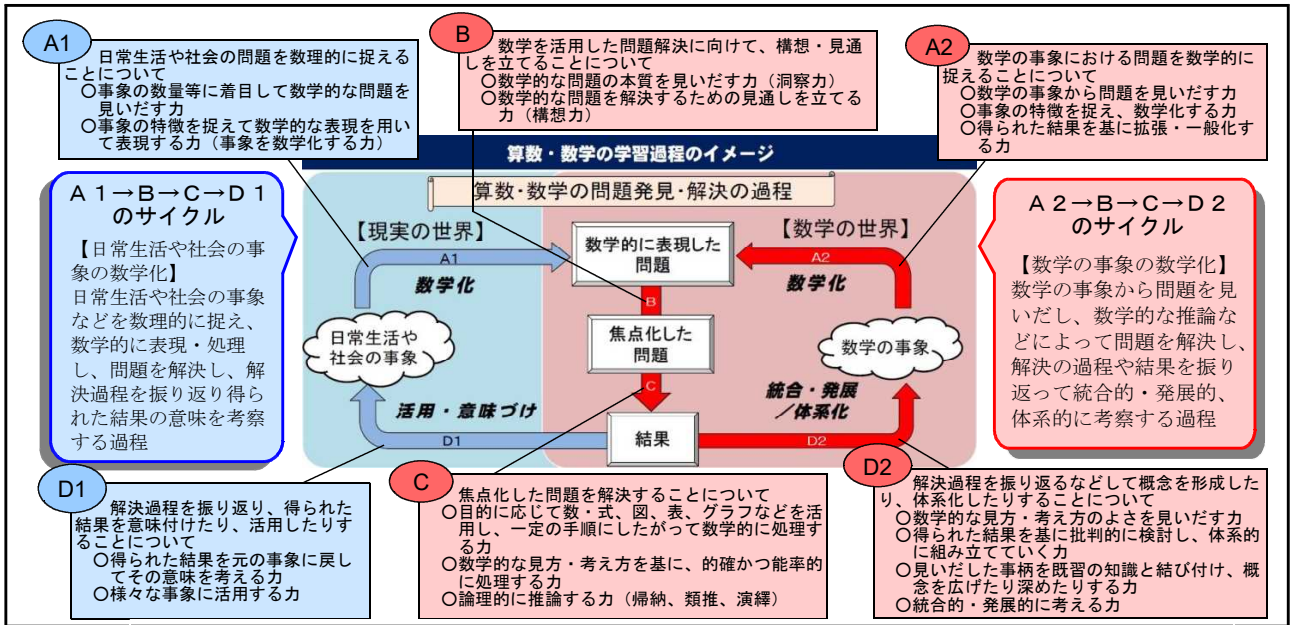 A1
日常生活や社会の問題を数理的に捉える
ことについて
○事象の数量等に着目して数学的な問題を
見いだす力
○事象の特徴を捉えて数学的な表現を用い
て表現する力（事象を数学化する力）
B
数学を活用した問題解決に向けて、構想・見通
しを立てることについて
○数学的な問題の本質を見いだす力（洞察力）
○数学的な問題を解決するための見通しを立てる
力（構想力）
A2
数学の事象における問題を数学的に
捉えることについて
○数学の事象から問題を見いだす力
○事象の特徴を捉え、数学化する力
○得られた結果を基に拡張・一般化す
る力
算数・数学の学習過程のイメージ
算数・数学の問題発見・解決の過程
A１→B→C→D１
のサイクル
【日常生活や社会の事
象の数学化】
日常生活や社会の事象
などを数理的に捉え、
数学的に表現・処理
し、問題を解決し、解
決過程を振り返り得ら
れた結果の意味を考察
する過程
【現実の世界】
【数学の世界】
数学的に表現した
問題
A1
数学化
A2
数学化
B
日常生活や
社会の事象
焦点化した
問題
数学の事象
C
活用・意味づけ
統合・発展
／体系化
D1
結果
D2
A２→B→C→D２
のサイクル
【数学の事象の数学化】
数学の事象から問題を見
いだし、数学的な推論な
どによって問題を解決し、
解決の過程や結果を振り
返って統合的・発展的、
体系的に考察する過程
D1
解決過程を振り返り、得られた
結果を意味付けたり、活用したりす
ることについて
○得られた結果を元の事象に戻し
てその意味を考える力
○様々な事象に活用する力
C
焦点化した問題を解決することについて
○目的に応じて数・式、図、表、グラフなどを活
用し、一定の手順にしたがって数学的に処理す
る力
○数学的な見方・考え方を基に、的確かつ能率的
に処理する力
○論理的に推論する力（帰納、類推、演繹）
D2
解決過程を振り返るなどして概念を形成した
り、体系化したりすることについて
○数学的な見方・考え方のよさを見いだす力
○得られた結果を基に批判的に検討し、体系的
に組み立てていく力
○見いだした事柄を既習の知識と結び付け、概
念を広げたり深めたりする力
○統合的・発展的に考える力